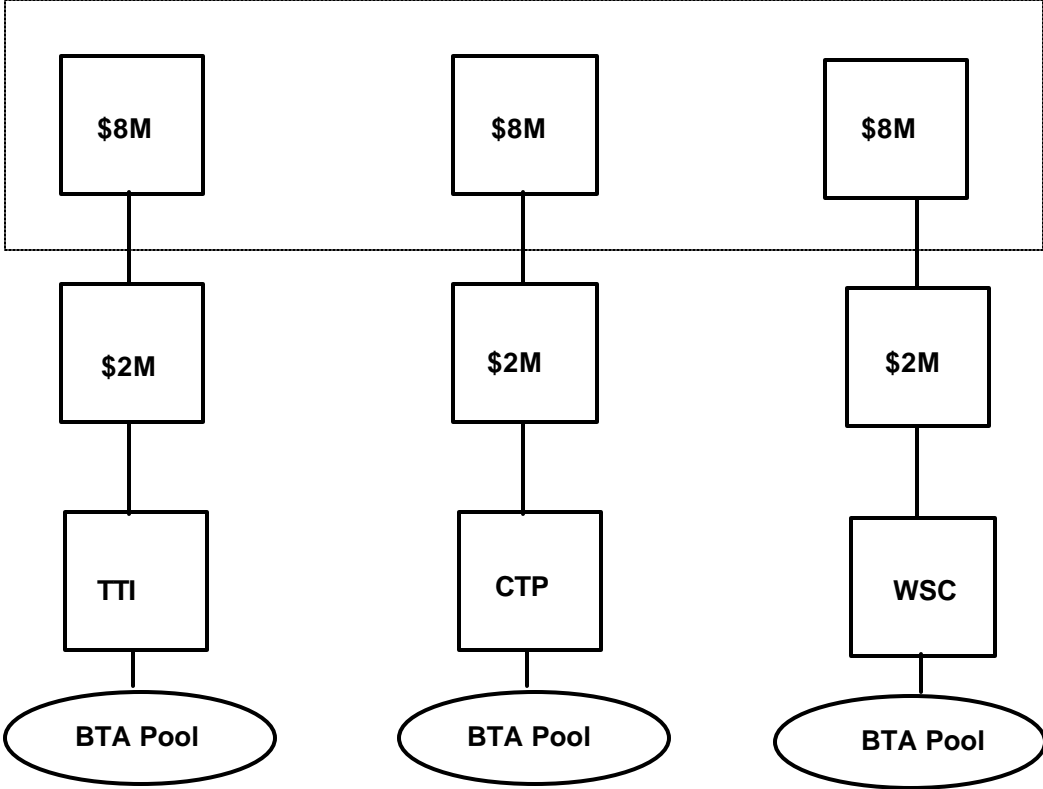 $8M
$8M
$8M
$2M
$2M
$2M
TTI
CTP
WSC
BTA Pool
BTA Pool
BTA Pool